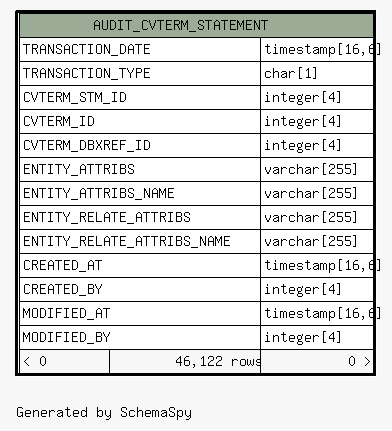 AUDIT_CVTERM_STATEMENT
TRANSACTION_DATE timestamp[16,6]
TRANSACTION_TYPE char[1]
CVTERM_STM_ID integer[4]
CVTERM_ID integer[4]
CVTERM_DBXREF_ID integer[4]
ENTITY_ATTRIBS varchar[255]
ENTITY_ATTRIBS_NAME varchar[255]
ENTITY_RELATE_ATTRIBS varchar[255]
ENTITY_RELATE_ATTRIBS_NAME varchar[255]
CREATED_AT timestamp[16,6]
CREATED_BY integer[4]
MODIFIED_AT timestamp[16,6]
MODIFIED_BY integer[4]
< 0 46,122 rows 0 >
Generated by SchemaSpy